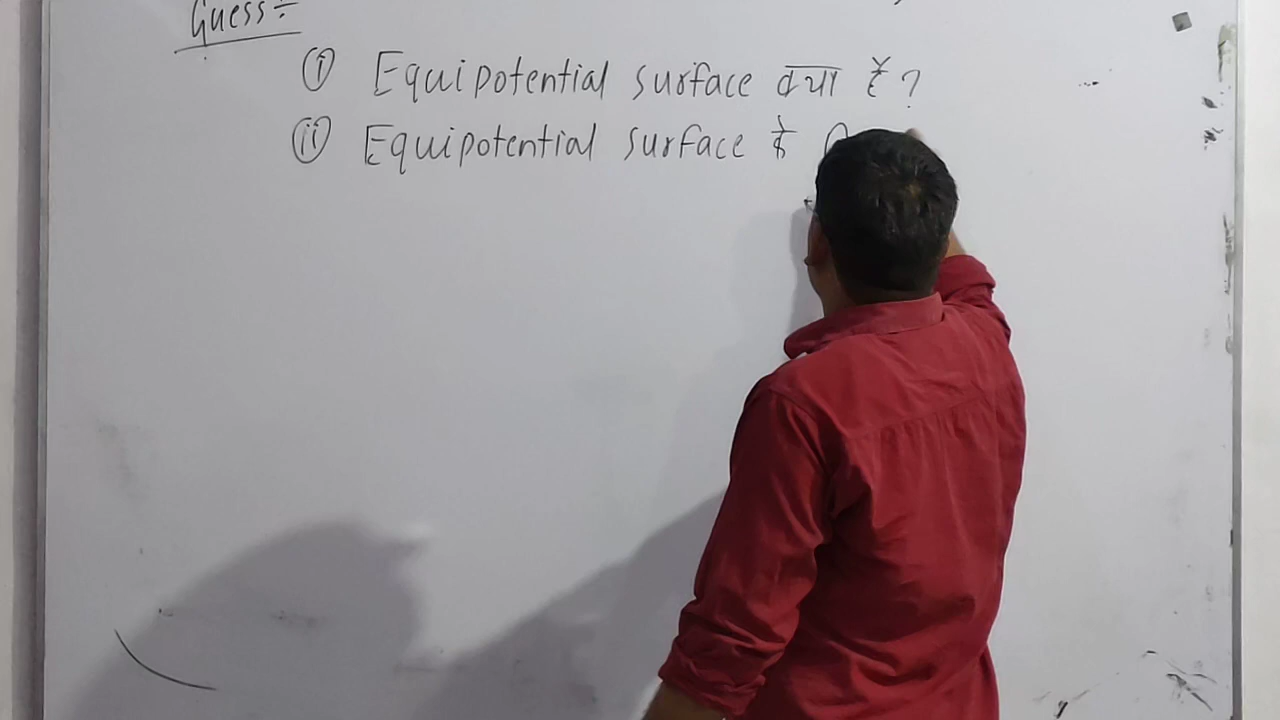 Guess:-
(i) Equipotential surface क्या है ?
(ii) Equipotential surface के